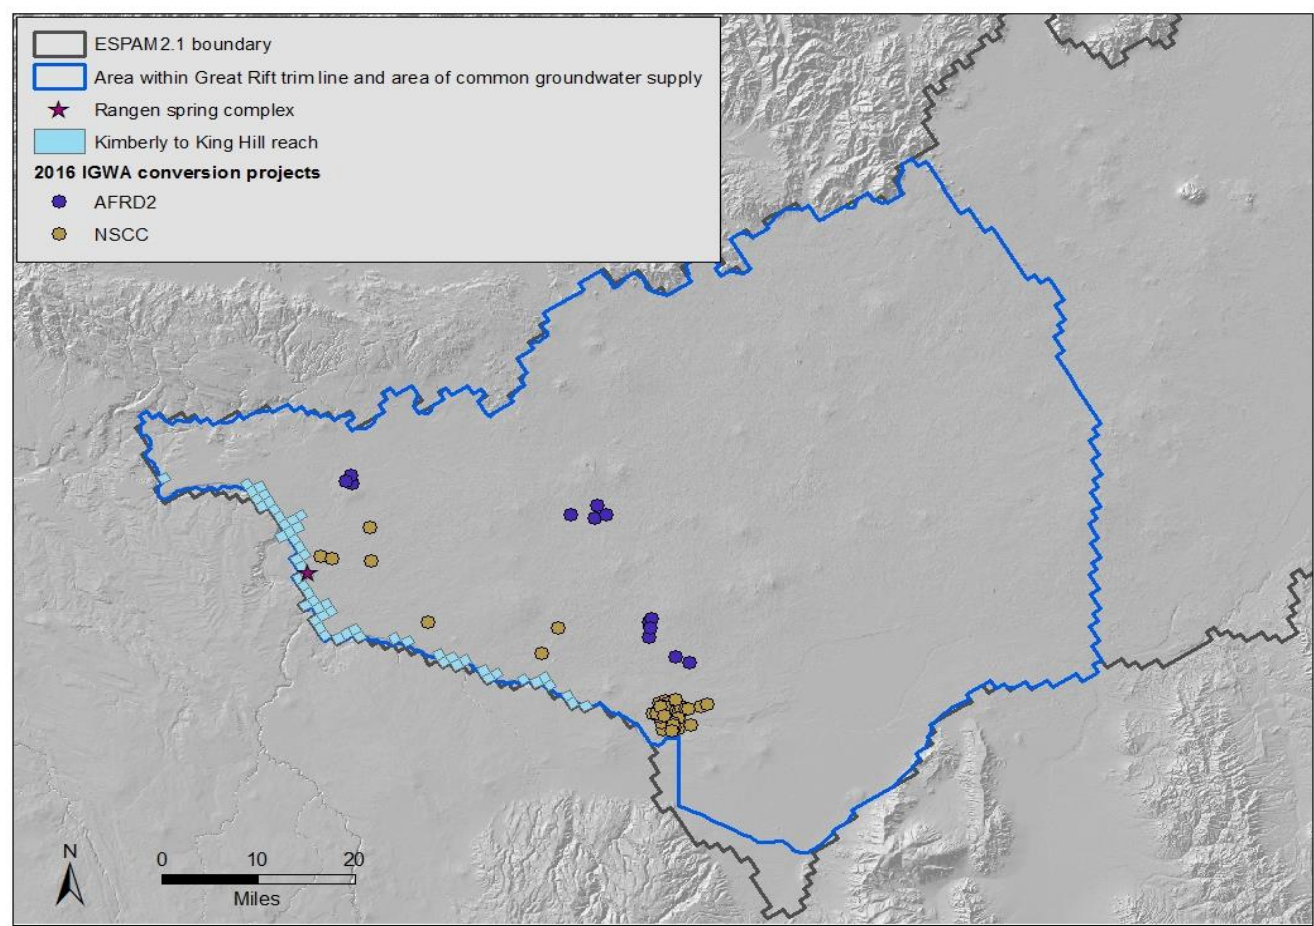 ESPAM2.1 boundary
Area within Great Rift trim line and area of common groundwater supply
Rangen spring complex
Kimberly to King Hill reach
2016 IGWA conversion projects
AFRD2
NSCC
N
0 10 20
Miles